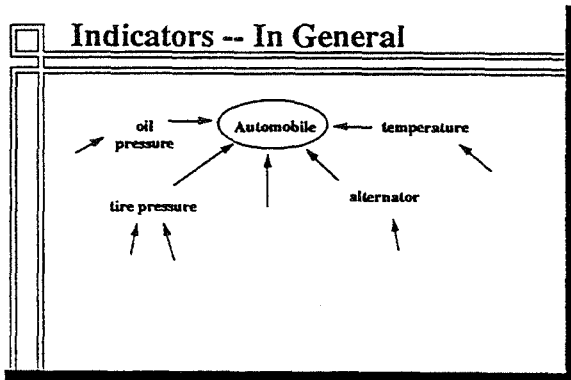 Indicators -- In General
oil
pressure
Automobile
temperature
tire pressure
alternator